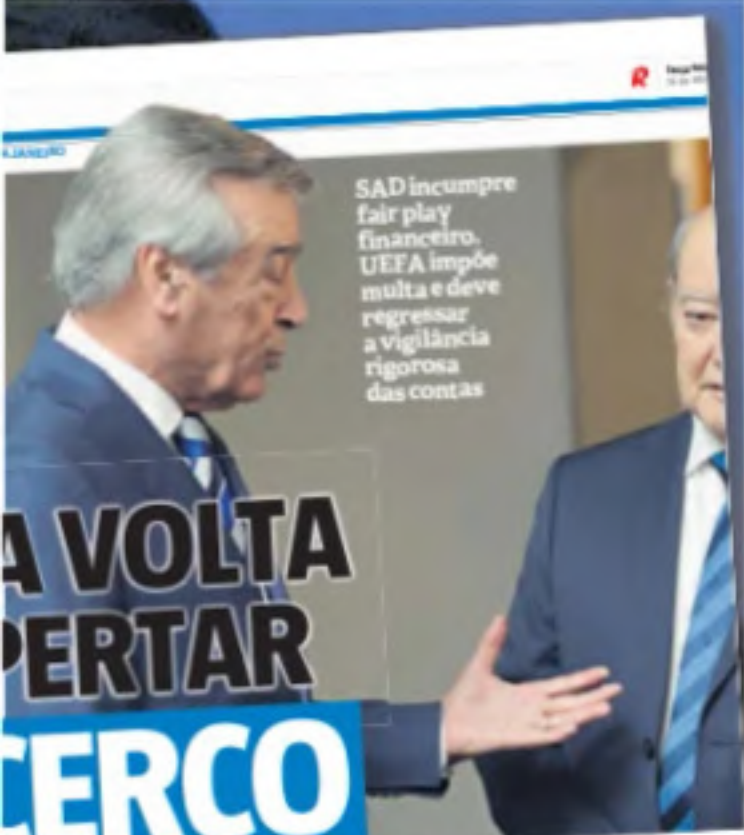 R
JANEIRO
SAD incumpre
fair play
financeiro.
UEFA impõe
multa e deve
regressar
a vigilância
rigorosa
das contas
A VOLTA
PERTAR
CERCO